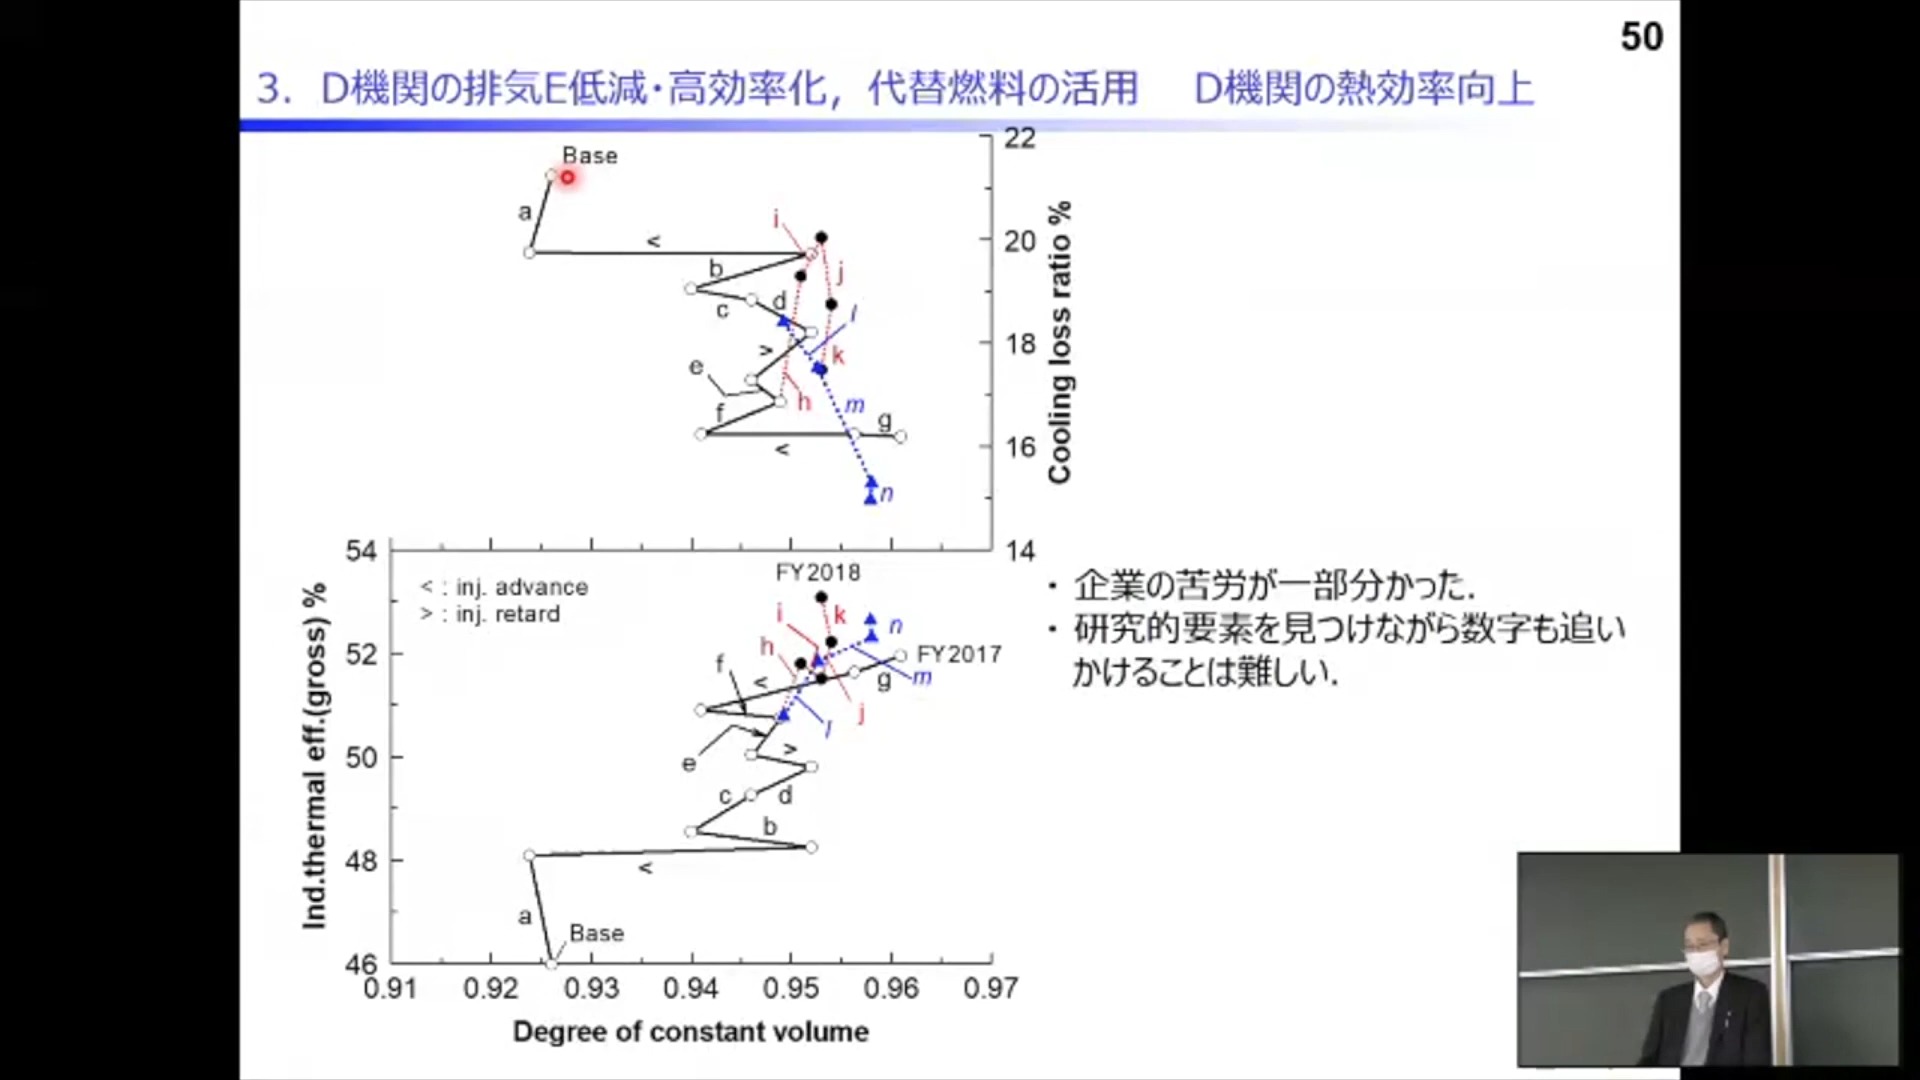 50
3. D機関の排気E低減・高効率化，代替燃料の活用 D機関の熱効率向上
Base
a
<
b
c
d
>
e
f
<
g
i
j
k
h
l
m
n
22
20
18
16
14
Cooling loss ratio %
54
52
50
48
46
Ind.thermal eff.(gross) %
< : inj. advance
> : inj. retard
FY2018
i
k
n
h
FY2017
f
<
g
m
j
l
e
>
c
d
b
<
a
Base
0.91 0.92 0.93 0.94 0.95 0.96 0.97
Degree of constant volume
・ 企業の苦労が一部分かった．
・ 研究的要素を見つけながら数字も追い
かけることは難しい．